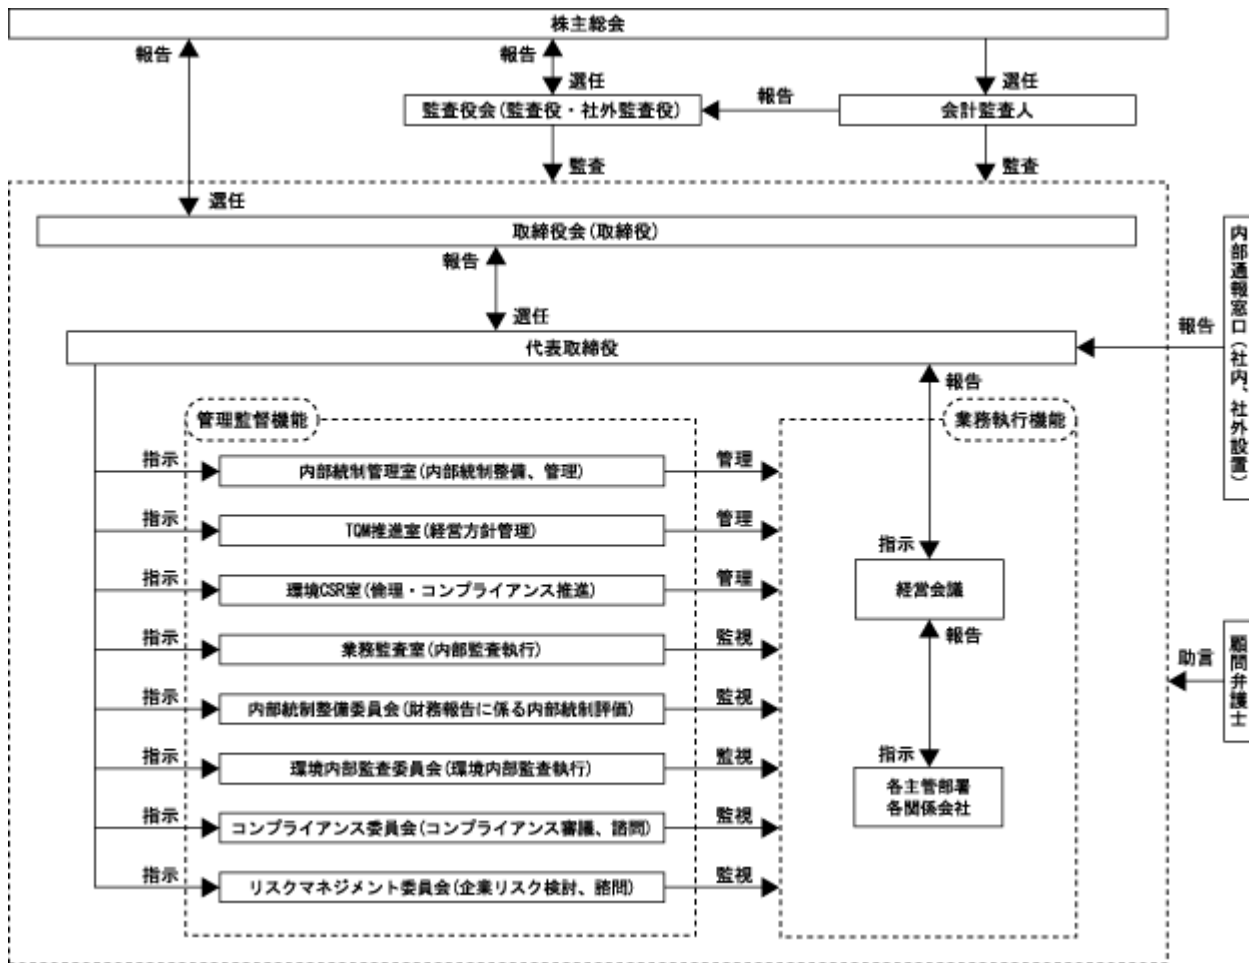 株主総会
報告
報告
選任
選任
監査役会(監査役・社外監査役)
報告
会計監査人
監査
監査
選任
取締役会(取締役)
報告
選任
代表取締役
報告
内部通報窓口(社内、社外設置)
報告
管理監督機能
業務執行機能
指示
内部統制管理室(内部統制整備、管理)
管理
指示
TQM推進室(経営方針管理)
管理
指示
環境CSR室(倫理・コンプライアンス推進)
管理
指示
業務監査室(内部監査執行)
監視
指示
内部統制整備委員会(財務報告に係る内部統制評価)
監視
指示
環境内部監査委員会(環境内部監査執行)
監視
指示
コンプライアンス委員会(コンプライアンス審議、諮問)
監視
指示
リスクマネジメント委員会(企業リスク検討、諮問)
監視
指示
経営会議
報告
指示
各主管部署
各関係会社
助言
顧問弁護士